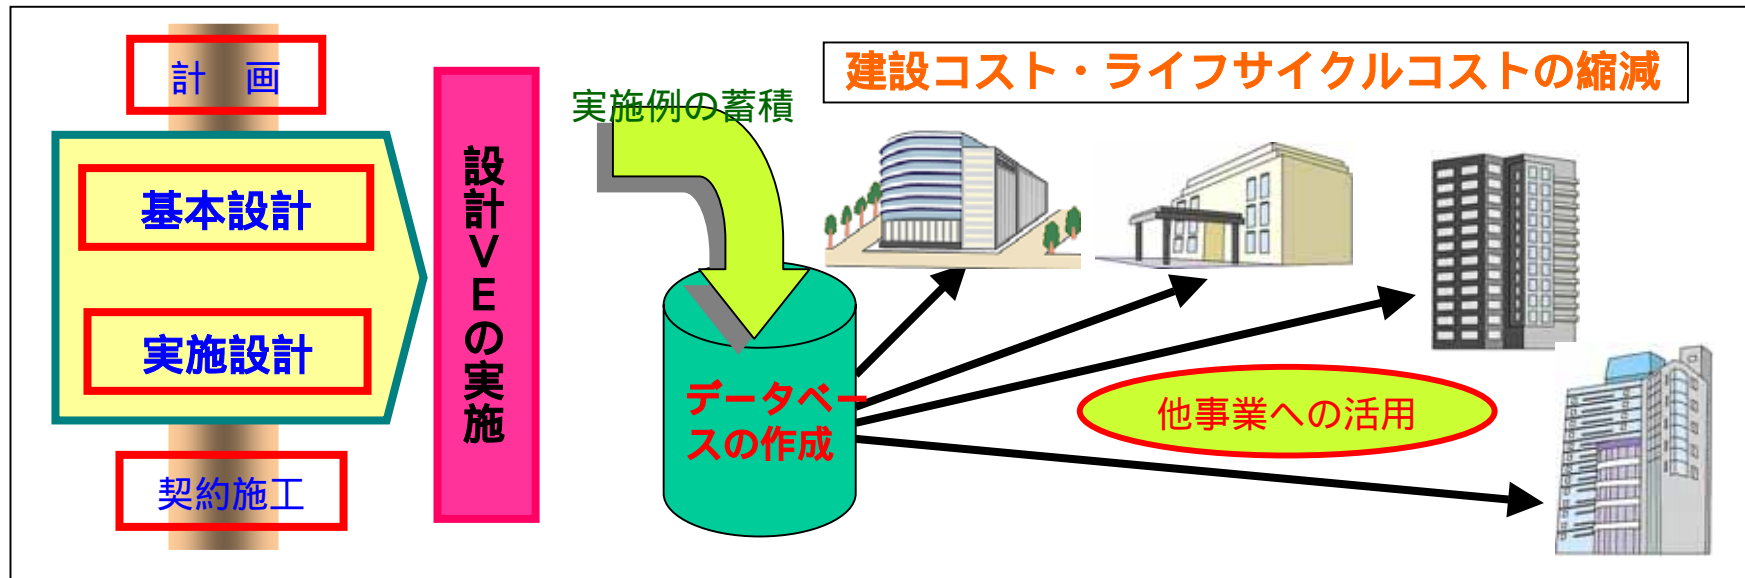 計　画
基本設計
実施設計
契約施工
設計ＶＥの実施
実施例の蓄積
データベー
スの作成
建設コスト・ライフサイクルコストの縮減
他事業への活用